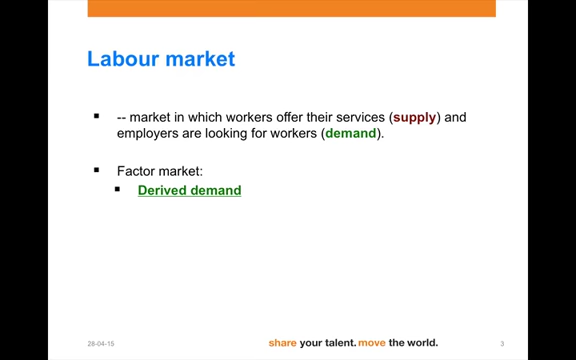 Labour market
▪ -- market in which workers offer their services (supply) and
employers are looking for workers (demand).
▪ Factor market:
▪ Derived demand
28-04-15 share your talent. move the world. 3